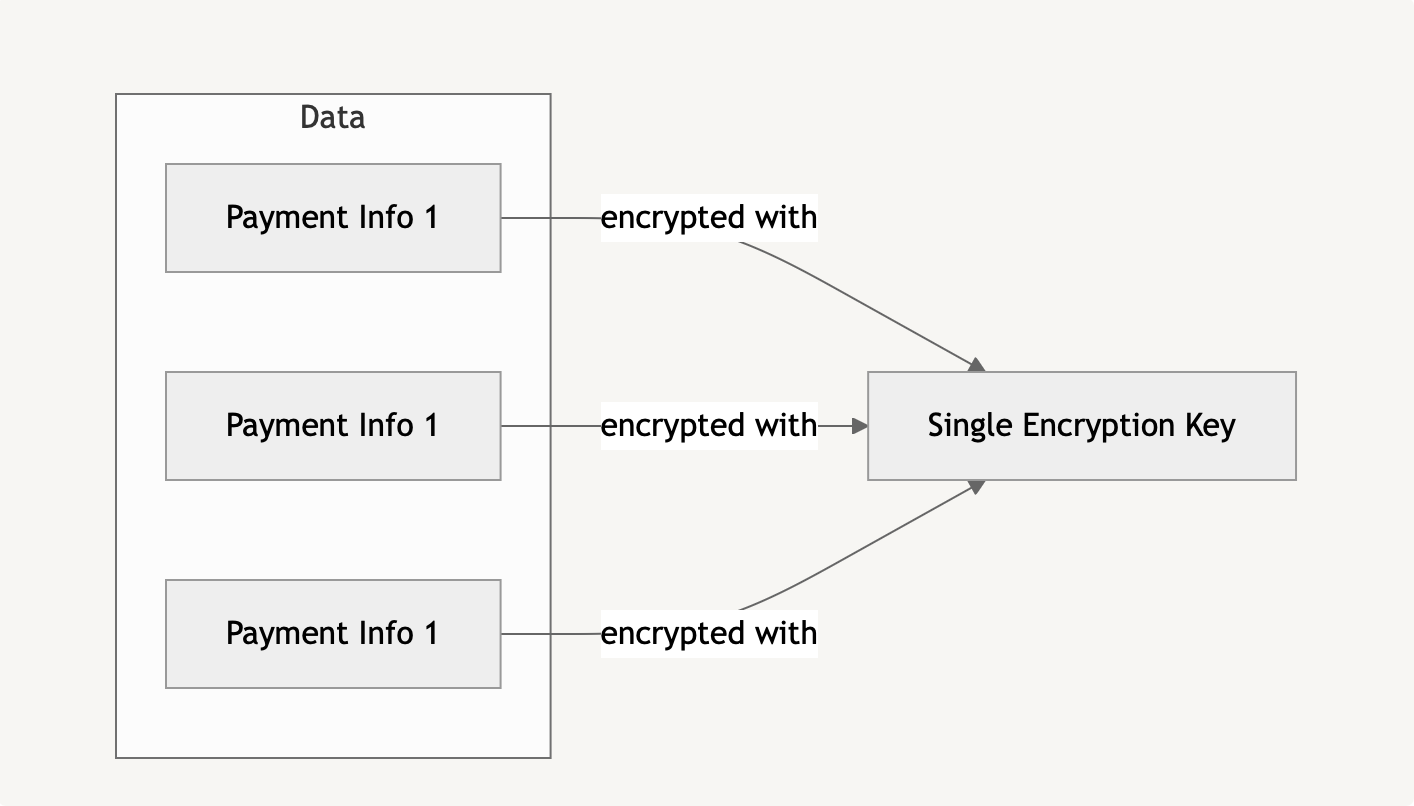 Data
Payment Info 1
encrypted with
Payment Info 1
encrypted with
Single Encryption Key
Payment Info 1
encrypted with